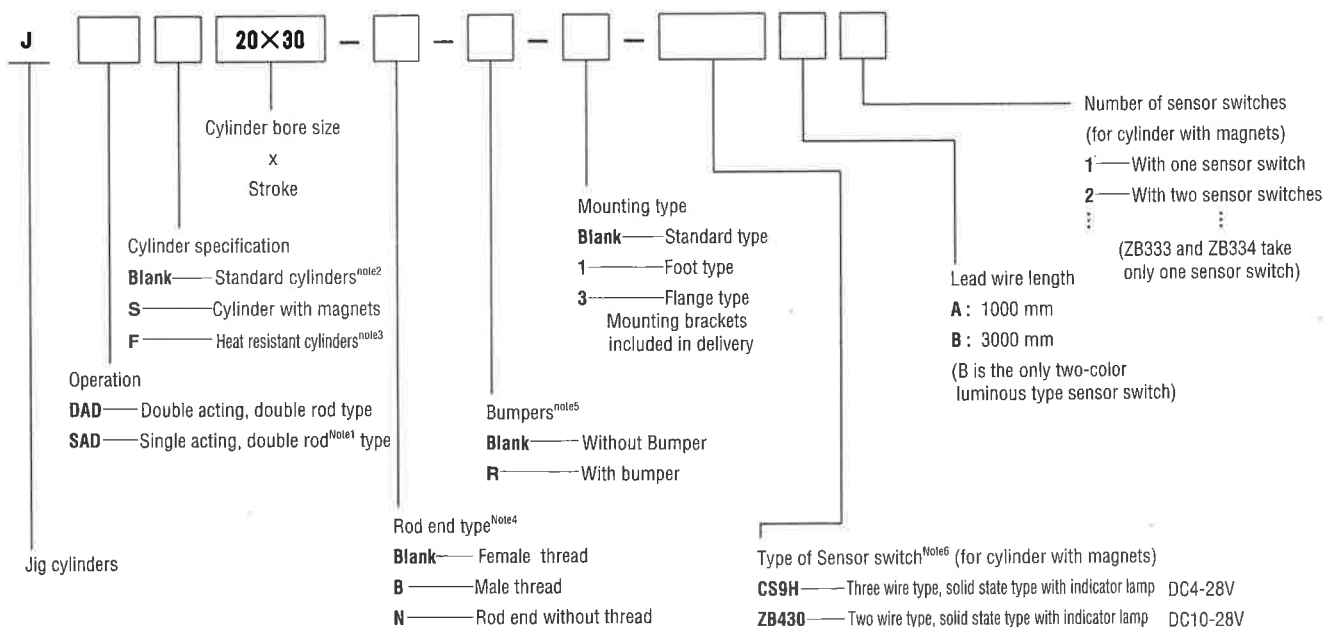 J 20×30 – – – –
Cylinder bore size
x
Stroke
Cylinder specification
Blank — Standard cylinders note2
S — Cylinder with magnets
F — Heat resistant cylinders note3
Operation
DAD — Double acting, double rod type
SAD — Single acting, double rod Note1 type
Jig cylinders
Rod end type Note4
Blank — Female thread
B — Male thread
N — Rod end without thread
Bumpers note5
Blank — Without Bumper
R — With bumper
Mounting type
Blank — Standard type
1 — Foot type
3 — Flange type
Mounting brackets
included in delivery
Type of Sensor switch Note6 (for cylinder with magnets)
CS9H — Three wire type, solid state type with indicator lamp DC4-28V
ZB430 — Two wire type, solid state type with indicator lamp DC10-28V
Lead wire length
A: 1000 mm
B: 3000 mm
(B is the only two-color
luminous type sensor switch)
Number of sensor switches
(for cylinder with magnets)
1 — With one sensor switch
2 — With two sensor switches
⋮ ⋮
(ZB333 and ZB334 take
only one sensor switch)